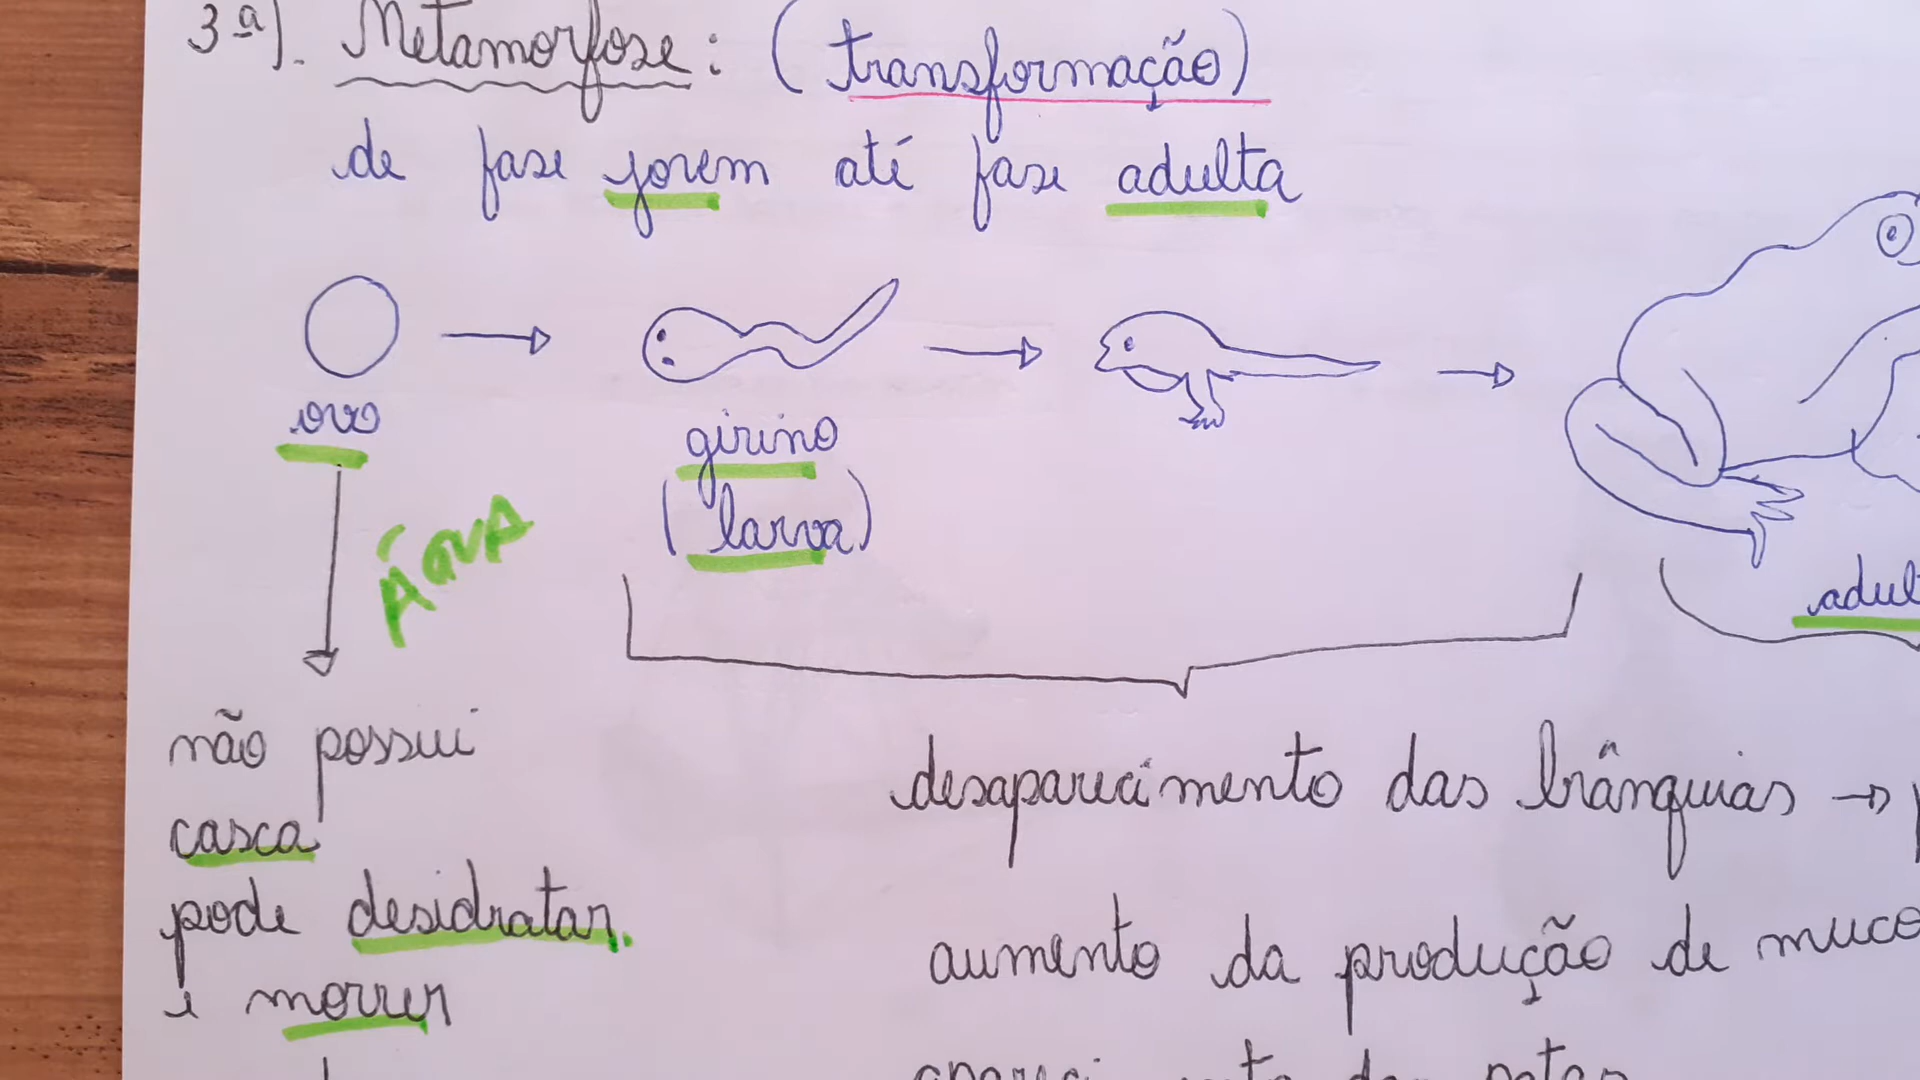 3ª). Metamorfose: (transformação)
de fase jovem até fase adulta
ovo
girino
(larva)
ÁGUA
adul
não possui
casca
pode desidratar
e morrer
desaparecimento das brânquias →
aumento da produção de muco